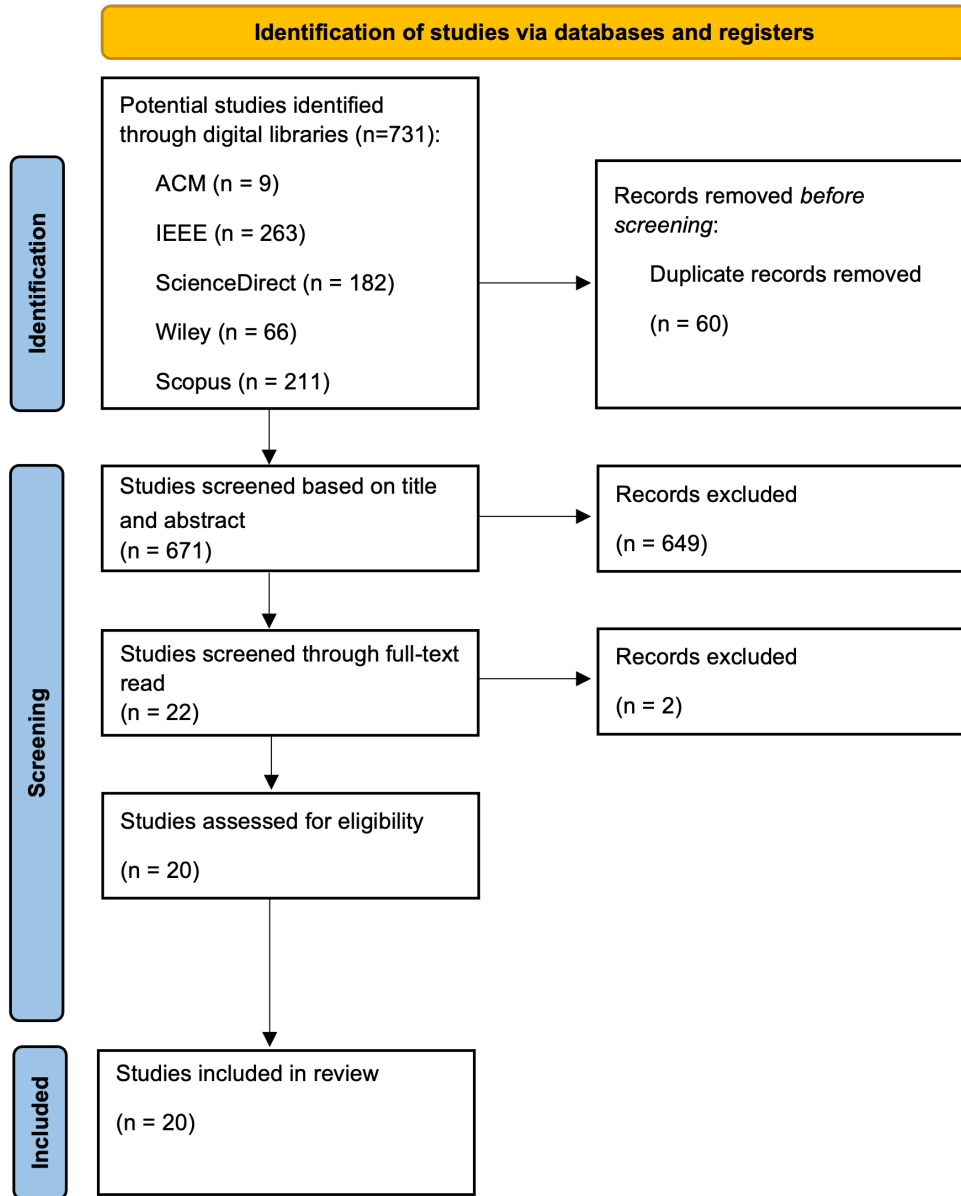 Identification of studies via databases and registers
Identification
Potential studies identified
through digital libraries (n=731):
ACM (n = 9)
IEEE (n = 263)
ScienceDirect (n = 182)
Wiley (n = 66)
Scopus (n = 211)
Records removed before
screening:
Duplicate records removed
(n = 60)
Screening
Studies screened based on title
and abstract
(n = 671)
Records excluded
(n = 649)
Studies screened through full-text
read
(n = 22)
Records excluded
(n = 2)
Studies assessed for eligibility
(n = 20)
Included
Studies included in review
(n = 20)